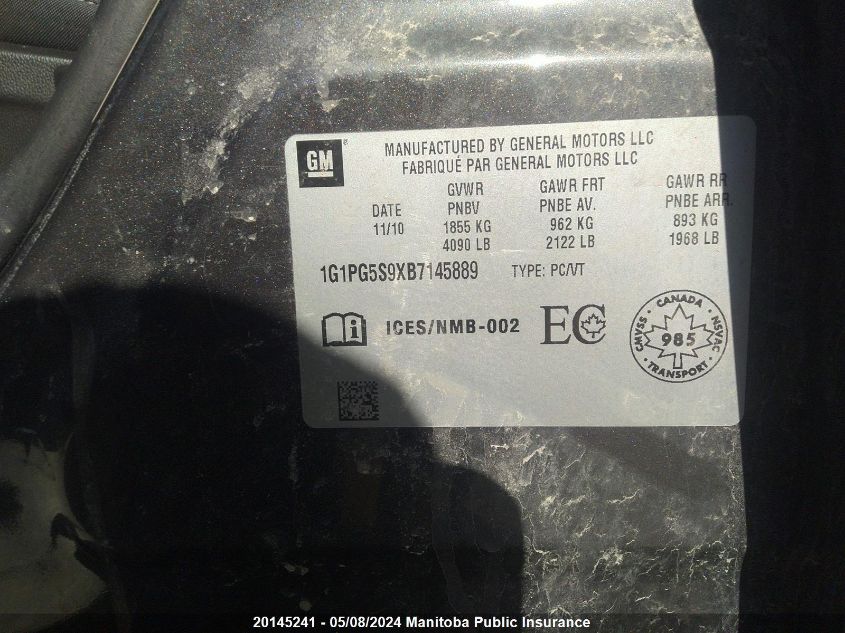 GM ®
MANUFACTURED BY GENERAL MOTORS LLC
FABRIQUÉ PAR GENERAL MOTORS LLC
GVWR GAWR FRT GAWR RR
DATE PNBV PNBE AV. PNBE ARR.
11/10 1855 KG 962 KG 893 KG
4090 LB 2122 LB 1968 LB
1G1PG5S9XB7145889 TYPE: PC/VT
i ICES/NMB-002 EC
CANADA
CMVSS 985 NSVAC
TRANSPORT
20145241 - 05/08/2024 Manitoba Public Insurance